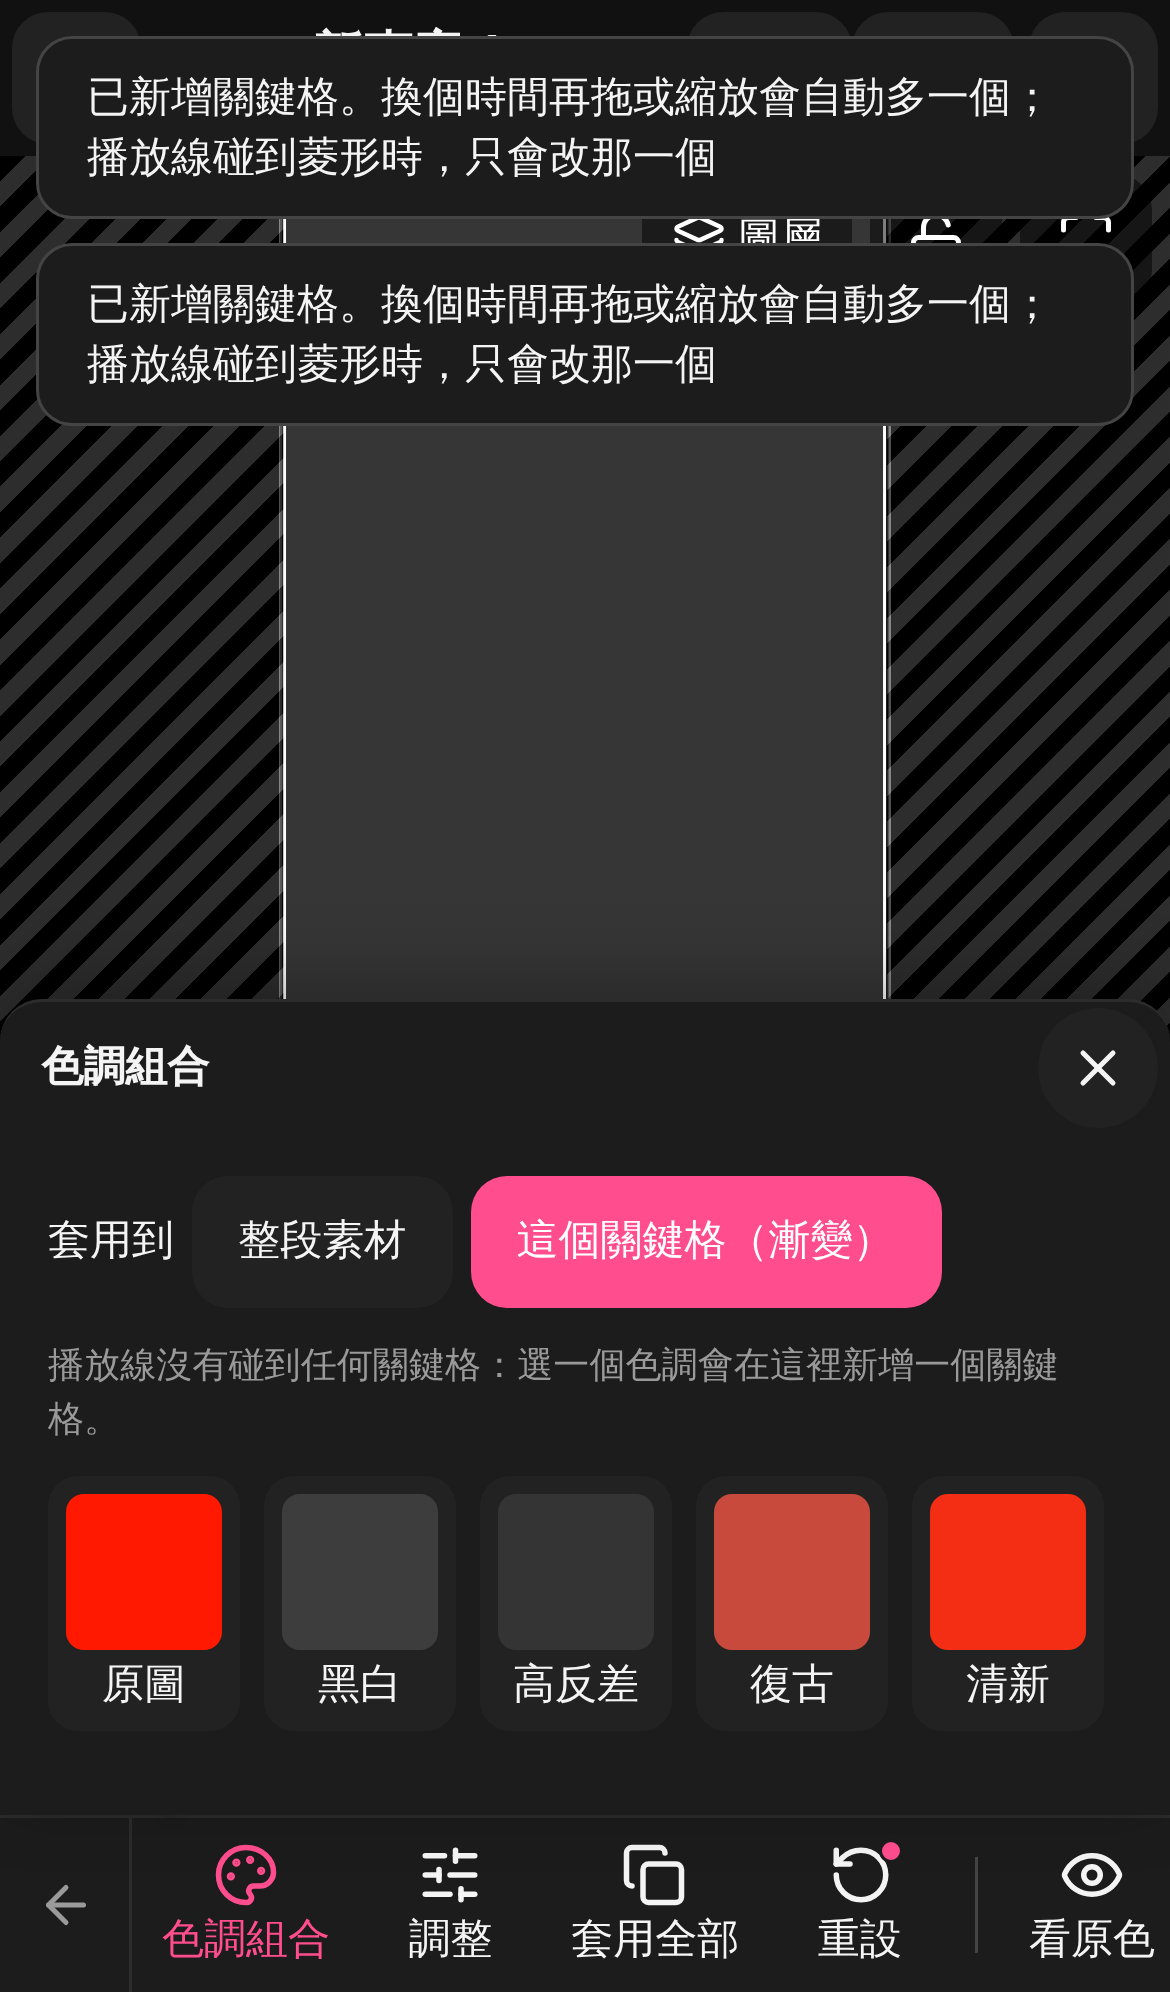 已新增關鍵格。換個時間再拖或縮放會自動多一個；
播放線碰到菱形時，只會改那一個
圖層
已新增關鍵格。換個時間再拖或縮放會自動多一個；
播放線碰到菱形時，只會改那一個
色調組合
套用到 整段素材 這個關鍵格（漸變）
播放線沒有碰到任何關鍵格：選一個色調會在這裡新增一個關鍵
格。
原圖 黑白 高反差 復古 清新
色調組合 調整 套用全部 重設 看原色